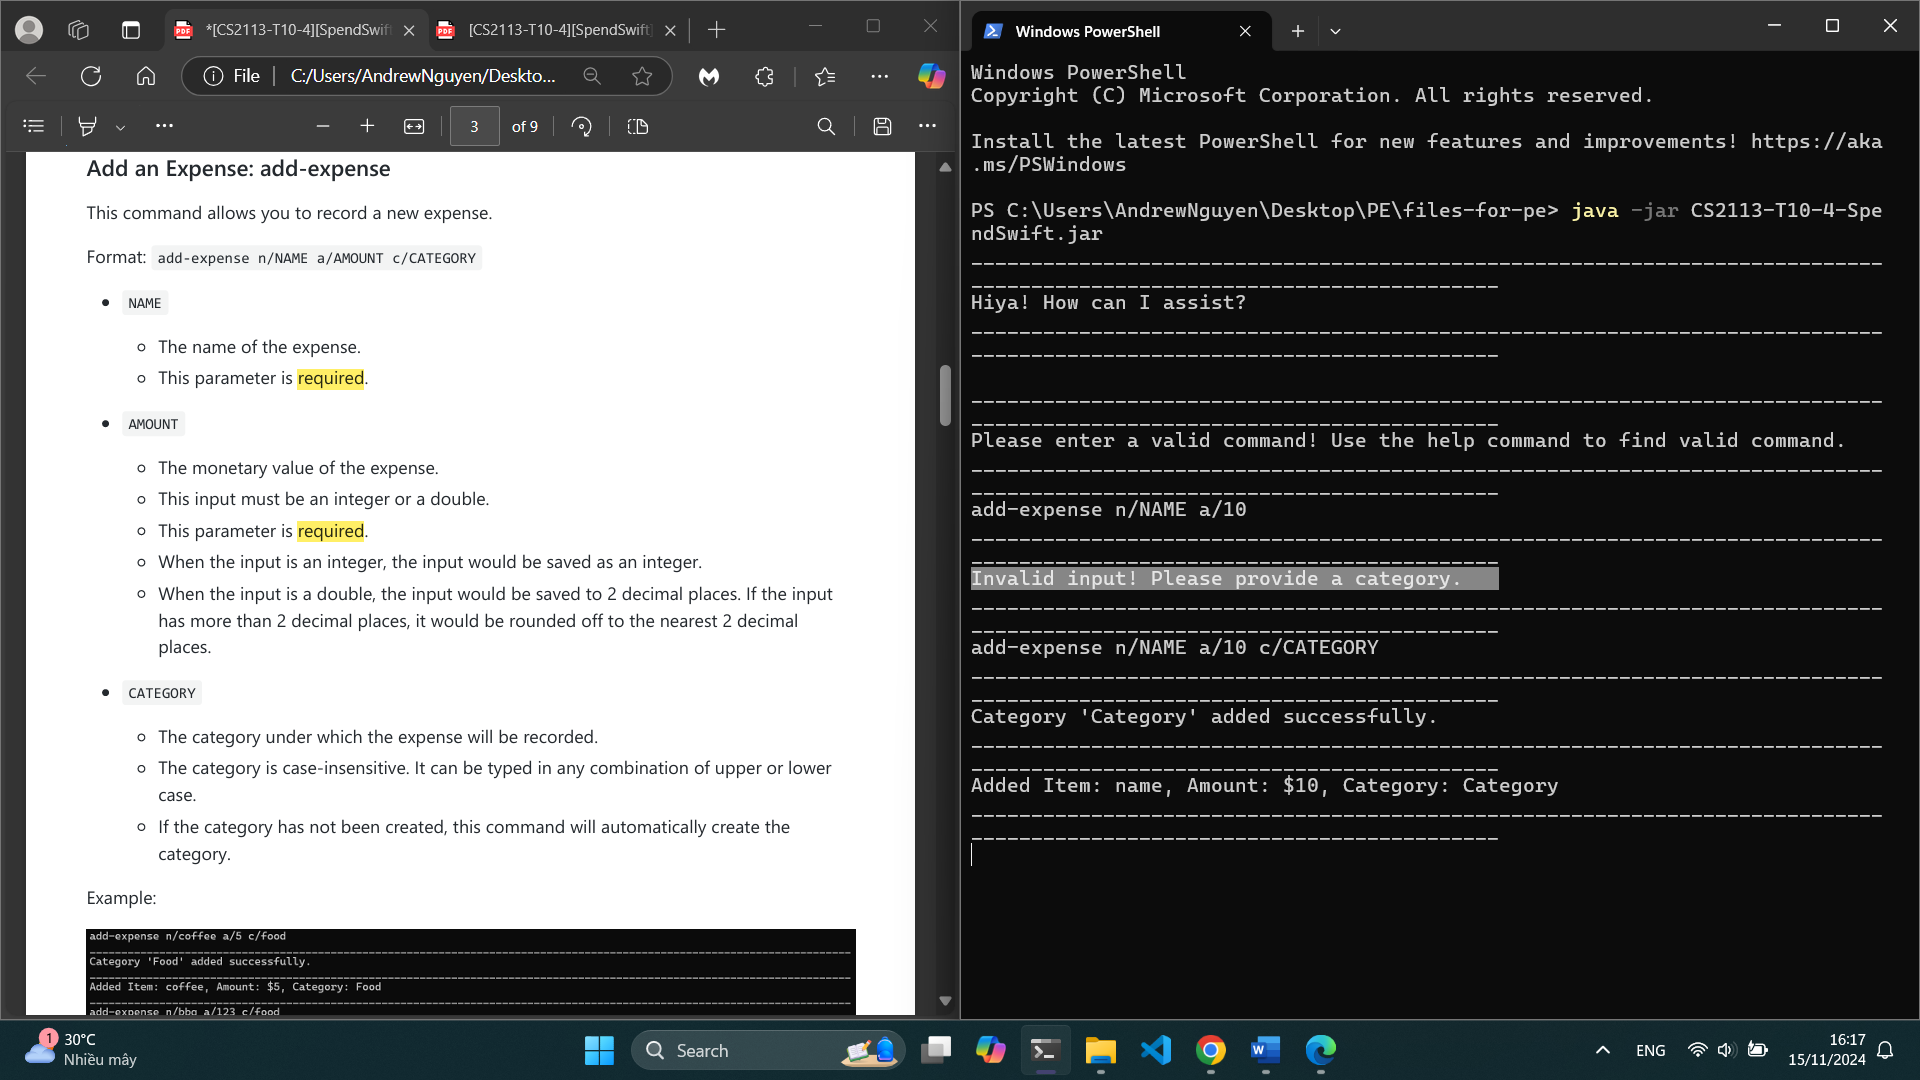 *[CS2113-T10-4][SpendSwift
[CS2113-T10-4][SpendSwift]
File
C:/Users/AndrewNguyen/Deskto...
3
of 9
Add an Expense: add-expense
This command allows you to record a new expense.
Format: add-expense n/NAME a/AMOUNT c/CATEGORY
NAME
The name of the expense.
This parameter is required.
AMOUNT
The monetary value of the expense.
This input must be an integer or a double.
This parameter is required.
When the input is an integer, the input would be saved as an integer.
When the input is a double, the input would be saved to 2 decimal places. If the input
has more than 2 decimal places, it would be rounded off to the nearest 2 decimal
places.
CATEGORY
The category under which the expense will be recorded.
The category is case-insensitive. It can be typed in any combination of upper or lower
case.
If the category has not been created, this command will automatically create the
category.
Example:
add-expense n/coffee a/5 c/food
Category 'Food' added successfully.
Added Item: coffee, Amount: $5, Category: Food
add-expense n/bbq a/123 c/food
Windows PowerShell
Windows PowerShell
Copyright (C) Microsoft Corporation. All rights reserved.
Install the latest PowerShell for new features and improvements! https://aka
.ms/PSWindows
PS C:\Users\AndrewNguyen\Desktop\PE\files-for-pe> java -jar CS2113-T10-4-Spe
ndSwift.jar
Hiya! How can I assist?
Please enter a valid command! Use the help command to find valid command.
add-expense n/NAME a/10
Invalid input! Please provide a category.
add-expense n/NAME a/10 c/CATEGORY
Category 'Category' added successfully.
Added Item: name, Amount: $10, Category: Category
1
30°C
Nhiều mây
Search
ENG
16:17
15/11/2024